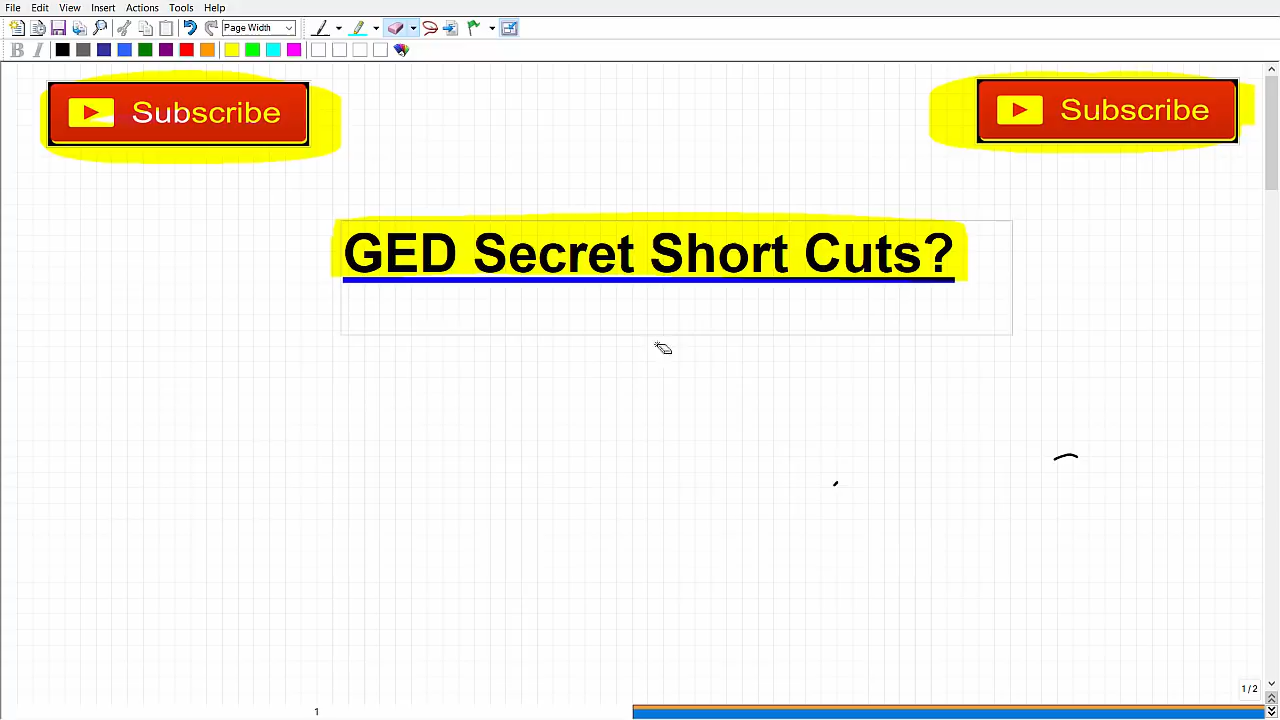 File Edit View Insert Actions Tools Help
Page Width
B I
Subscribe
Subscribe
GED Secret Short Cuts?
1/2
1